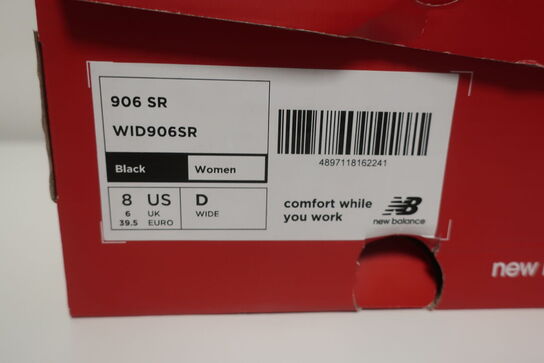 906 SR
WID906SR
Black Women
8 US D
6 UK WIDE
39.5 EURO
4897118162241
comfort while
you work
new balance
new